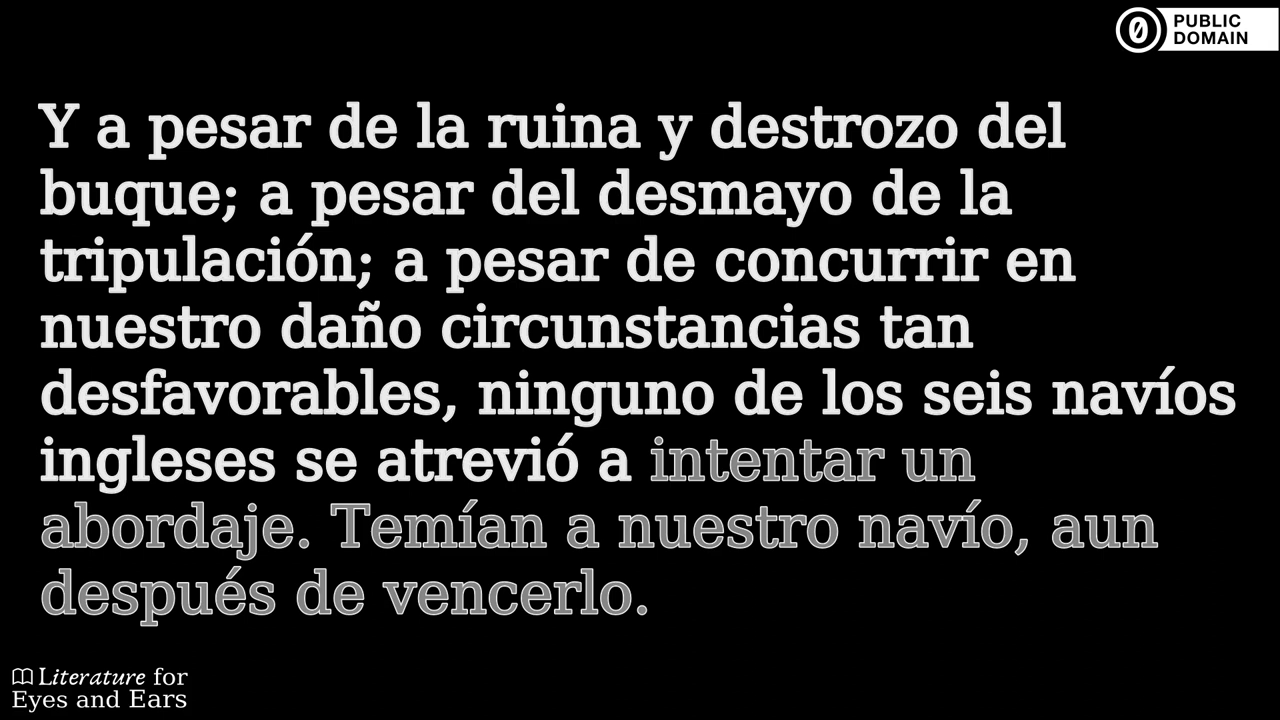 PUBLIC
DOMAIN
Y a pesar de la ruina y destrozo del
buque; a pesar del desmayo de la
tripulación; a pesar de concurrir en
nuestro daño circunstancias tan
desfavorables, ninguno de los seis navíos
ingleses se atrevió a intentar un
abordaje. Temían a nuestro navío, aun
después de vencerlo.
Literature for
Eyes and Ears